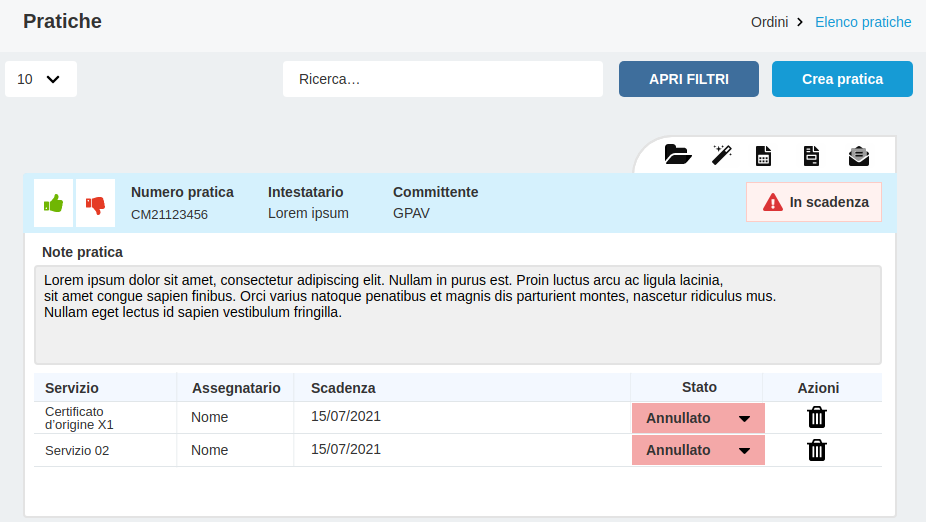 Pratiche
Ordini
Elenco pratiche
10
Ricerca…
APRI FILTRI
Crea pratica
Numero pratica
Intestatario
Committente
CM21123456
Lorem ipsum
GPAV
In scadenza
Note pratica
Lorem ipsum dolor sit amet, consectetur adipiscing elit. Nullam in purus est. Proin luctus arcu ac ligula lacinia,
sit amet congue sapien finibus. Orci varius natoque penatibus et magnis dis parturient montes, nascetur ridiculus mus.
Nullam eget lectus id sapien vestibulum fringilla.
Servizio
Assegnatario
Scadenza
Stato
Azioni
Certificato
d’origine X1
Nome
15/07/2021
Annullato
Servizio 02
Nome
15/07/2021
Annullato